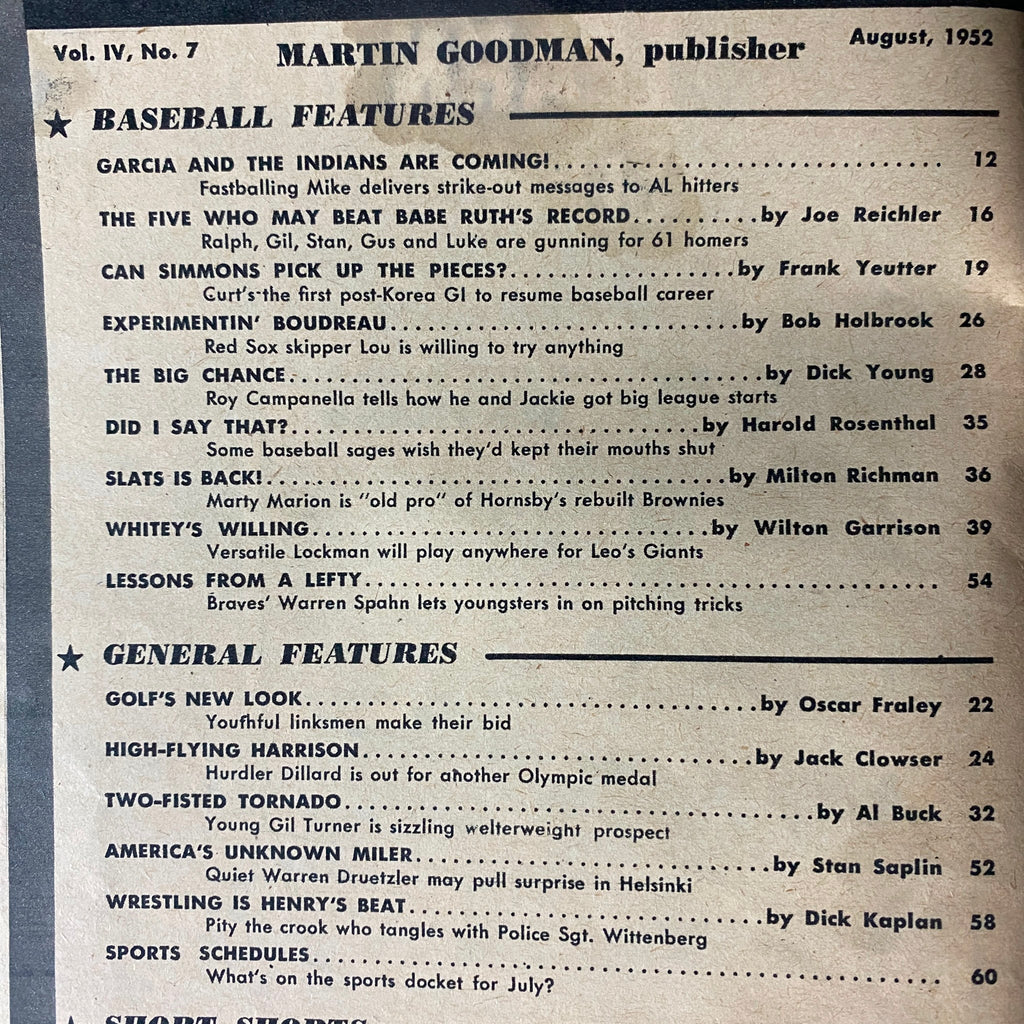 Vol. IV, No. 7 MARTIN GOODMAN, publisher August, 1952
★ BASEBALL FEATURES
GARCIA AND THE INDIANS ARE COMING!.............................. 12
Fastballing Mike delivers strike-out messages to AL hitters
THE FIVE WHO MAY BEAT BABE RUTH'S RECORD..........by Joe Reichler 16
Ralph, Gil, Stan, Gus and Luke are gunning for 61 homers
CAN SIMMONS PICK UP THE PIECES?..................by Frank Yeutter 19
Curt's the first post-Korea GI to resume baseball career
EXPERIMENTIN' BOUDREAU............................by Bob Holbrook 26
Red Sox skipper Lou is willing to try anything
THE BIG CHANCE......................................by Dick Young 28
Roy Campanella tells how he and Jackie got big league starts
DID I SAY THAT?.................................by Harold Rosenthal 35
Some baseball sages wish they'd kept their mouths shut
SLATS IS BACK!......................................by Milton Richman 36
Marty Marion is "old pro" of Hornsby's rebuilt Brownies
WHITEY'S WILLING................................by Wilton Garrison 39
Versatile Lockman will play anywhere for Leo's Giants
LESSONS FROM A LEFTY.............................................. 54
Braves' Warren Spahn lets youngsters in on pitching tricks
★ GENERAL FEATURES
GOLF'S NEW LOOK....................................by Oscar Fraley 22
Youthful linksmen make their bid
HIGH-FLYING HARRISON...............................by Jack Clowser 24
Hurdler Dillard is out for another Olympic medal
TWO-FISTED TORNADO.....................................by Al Buck 32
Young Gil Turner is sizzling welterweight prospect
AMERICA'S UNKNOWN MILER............................by Stan Saplin 52
Quiet Warren Druetzler may pull surprise in Helsinki
WRESTLING IS HENRY'S BEAT............................by Dick Kaplan 58
Pity the crook who tangles with Police Sgt. Wittenberg
SPORTS SCHEDULES.................................................. 60
What's on the sports docket for July?
★ SHORT SHORTS